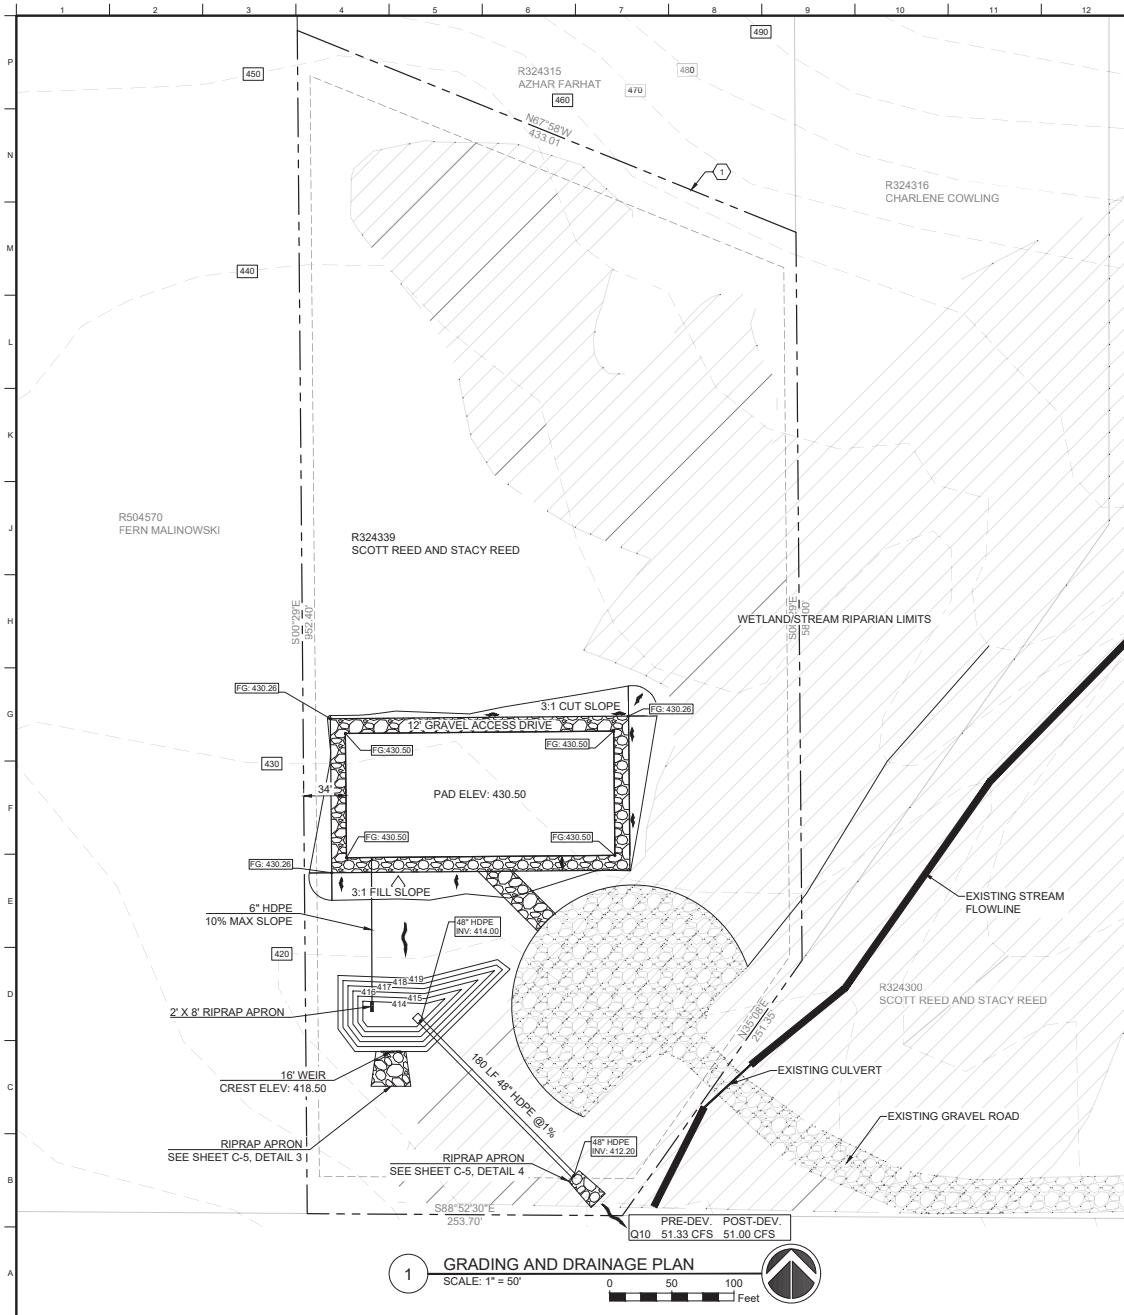 1 2 3 4 5 6 7 8 9 10 11 12
P
N
M
L
K
J
H
G
F
E
D
C
B
A
490
480
470
460
450
R324315
AZHAR FARHAT
N67°58'W
433.01
1
R324316
CHARLENE COWLING
440
R504570
FERN MALINOWSKI
R324339
SCOTT REED AND STACY REED
S00°29'E
952.40'
WETLAND/STREAM RIPARIAN LIMITS
FG: 430.26
3:1 CUT SLOPE
FG: 430.26
12' GRAVEL ACCESS DRIVE
FG:430.50
FG: 430.50
430
34'
PAD ELEV: 430.50
FG: 430.50
FG:430.50
FG: 430.26
3:1 FILL SLOPE
6" HDPE
10% MAX SLOPE
48" HDPE
INV: 414.00
EXISTING STREAM
FLOWLINE
420
419
418
417
416
415
414
2' X 8' RIPRAP APRON
R324300
SCOTT REED AND STACY REED
N35°08'E
251.35'
16' WEIR
CREST ELEV: 418.50
180 LF 48" HDPE @1%
EXISTING CULVERT
EXISTING GRAVEL ROAD
RIPRAP APRON
SEE SHEET C-5, DETAIL 3
48" HDPE
INV: 412.20
RIPRAP APRON
SEE SHEET C-5, DETAIL 4
S88°52'30"E
253.70'
PRE-DEV. POST-DEV.
Q10 51.33 CFS 51.00 CFS
1
GRADING AND DRAINAGE PLAN
SCALE: 1" = 50'
0 50 100
Feet